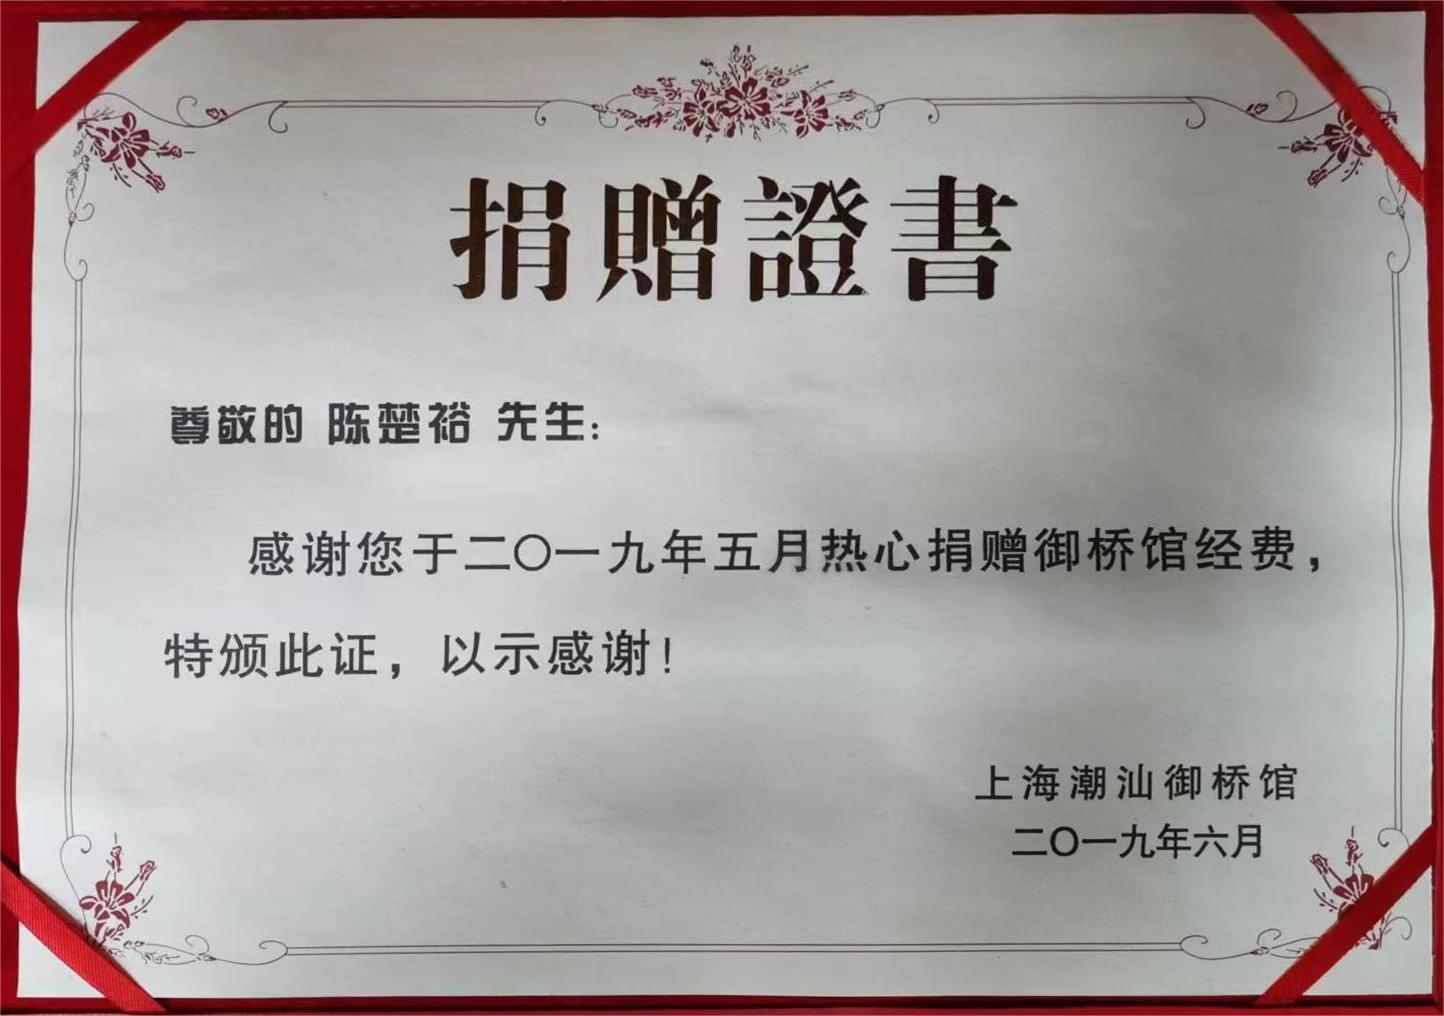 捐贈證書
尊敬的 陈楚裕 先生：
感谢您于二〇一九年五月热心捐赠御桥馆经费，
特颁此证，以示感谢！
上海潮汕御桥馆
二〇一九年六月